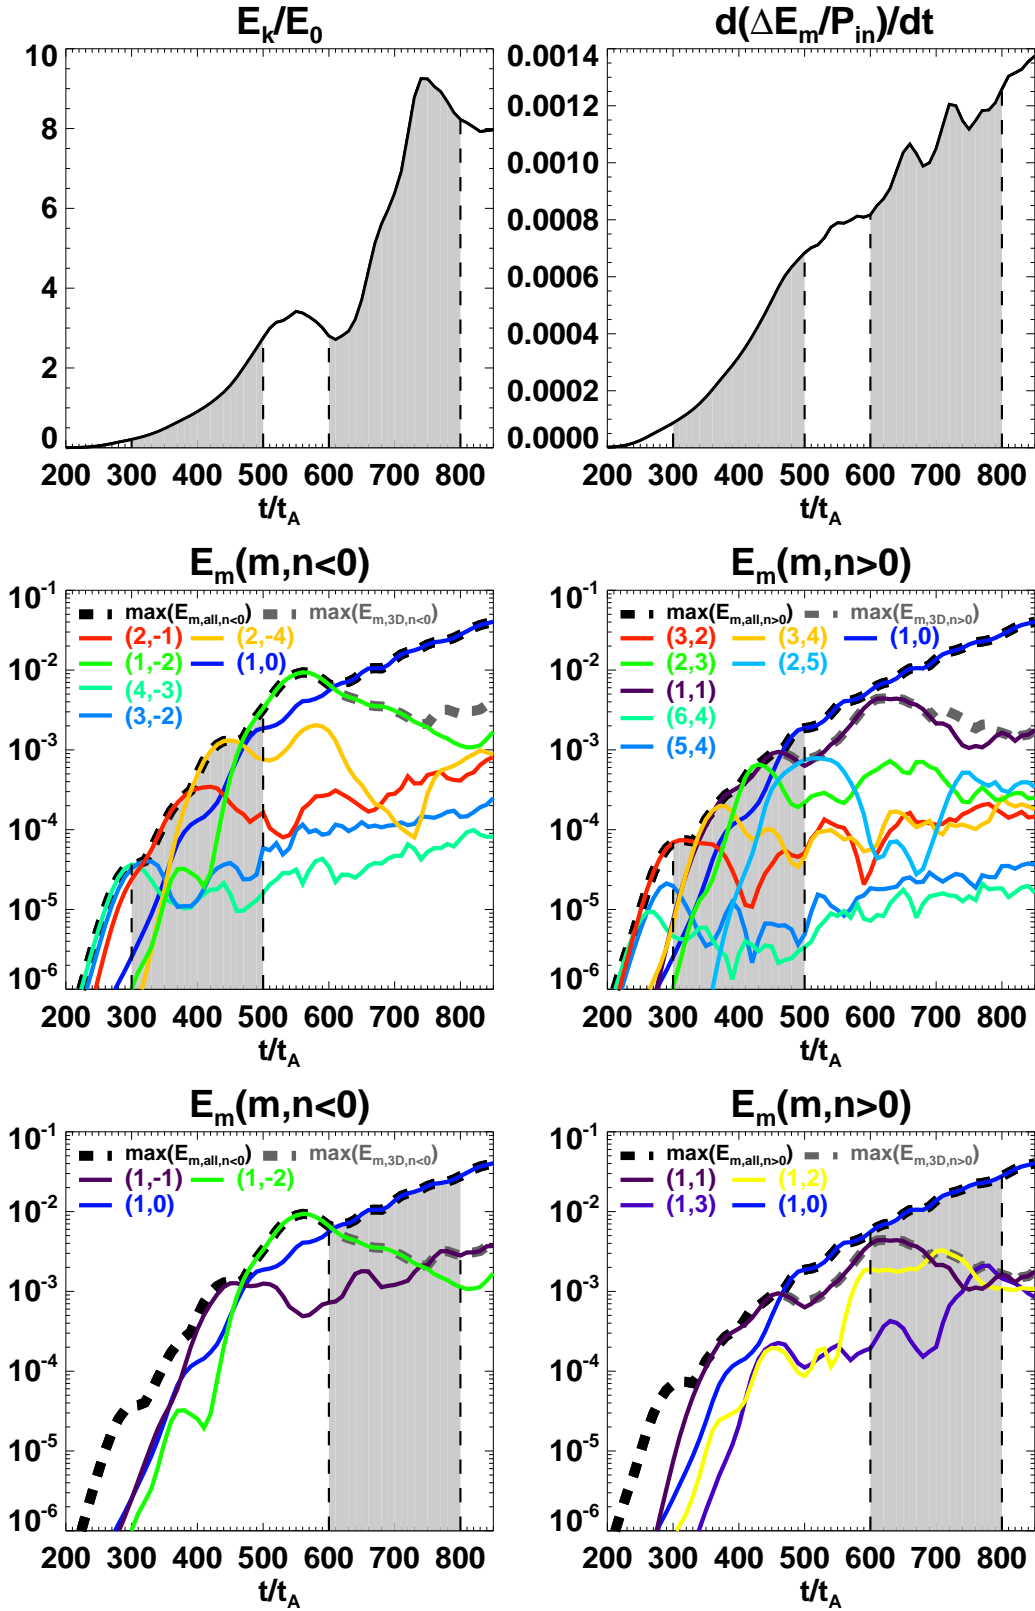 E_k/E_0
d(ΔE_m/P_in)/dt
10
8
6
4
2
0
200 300 400 500 600 700 800
t/t_A
0.0014
0.0012
0.0010
0.0008
0.0006
0.0004
0.0002
0.0000
200 300 400 500 600 700 800
t/t_A
E_m(m,n<0)
10^-1
10^-2
10^-3
10^-4
10^-5
10^-6
max(E_m,all,n<0) max(E_m,3D,n<0)
(2,-1) (2,-4)
(1,-2) (1,0)
(4,-3)
(3,-2)
200 300 400 500 600 700 800
t/t_A
E_m(m,n>0)
10^-1
10^-2
10^-3
10^-4
10^-5
10^-6
max(E_m,all,n>0) max(E_m,3D,n>0)
(3,2) (3,4) (1,0)
(2,3) (2,5)
(1,1)
(6,4)
(5,4)
200 300 400 500 600 700 800
t/t_A
E_m(m,n<0)
10^-1
10^-2
10^-3
10^-4
10^-5
10^-6
max(E_m,all,n<0) max(E_m,3D,n<0)
(1,-1) (1,-2)
(1,0)
200 300 400 500 600 700 800
t/t_A
E_m(m,n>0)
10^-1
10^-2
10^-3
10^-4
10^-5
10^-6
max(E_m,all,n>0) max(E_m,3D,n>0)
(1,1) (1,2)
(1,3) (1,0)
200 300 400 500 600 700 800
t/t_A